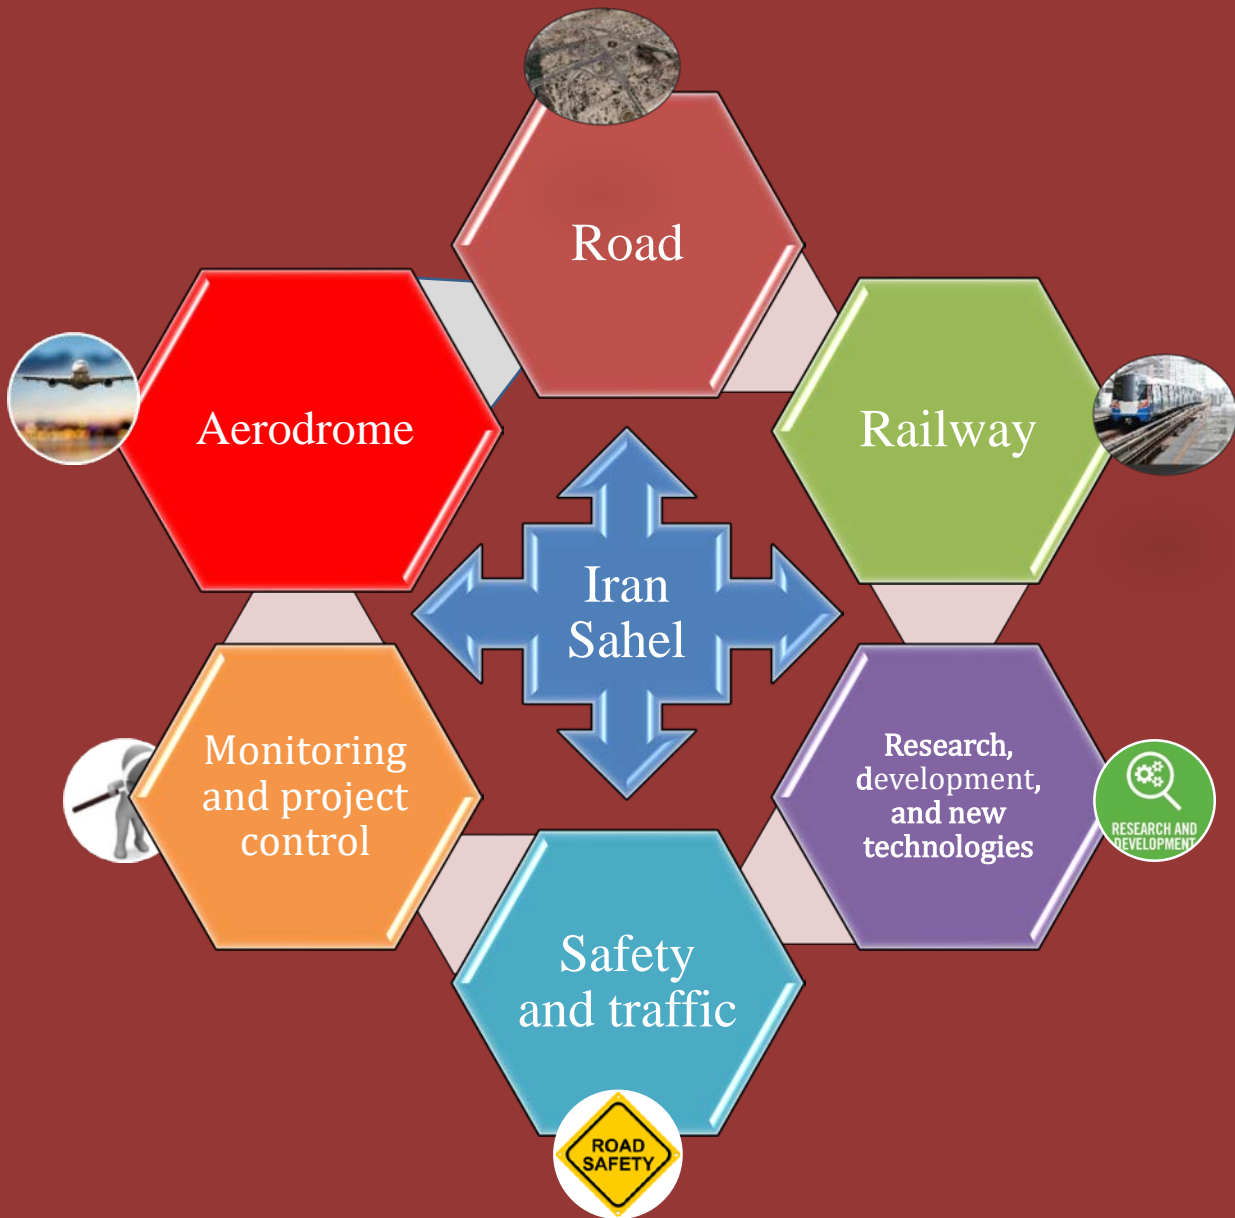 Road
Aerodrome
Railway
Iran
Sahel
Monitoring
and project
control
Research,
development,
and new
technologies
RESEARCH AND
DEVELOPMENT
Safety
and traffic
ROAD
SAFETY